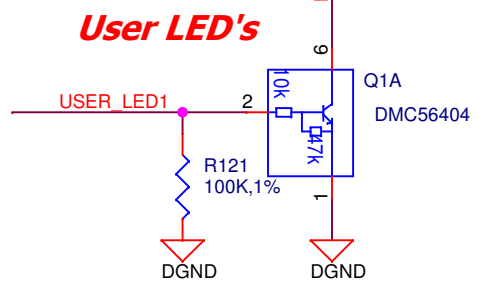 User LED's
6
10k
Q1A
USER_LED1
2
DMC56404
47k
R121
100K,1%
1
DGND
DGND